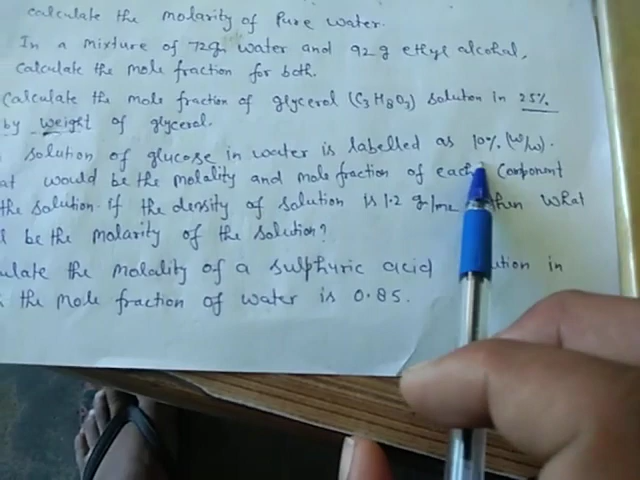 calculate the molarity of Pure water.
In a mixture of 72g. water and 92 g ethyl alcohal,
Calculate the mole fraction for both.
Calculate the mole fraction of glycerol (C3H8O3) soluton in 25%
by weight of glycerol.
solution of glucose in water is labelled as 10% (w/w).
would be the molality and mole fraction of each component
the solution. if the density of solution is 1.2 g/mL then what
be the molarity of the solution?
the molality of a sulphuric acid in
the mole fraction of water is 0.85.